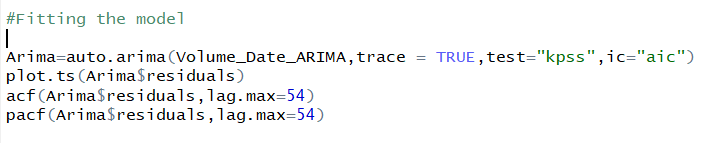 #Fitting the model
Arima=auto.arima(Volume_Date_ARIMA,trace = TRUE,test="kpss",ic="aic")
plot.ts(Arima$residuals)
acf(Arima$residuals,lag.max=54)
pacf(Arima$residuals,lag.max=54)